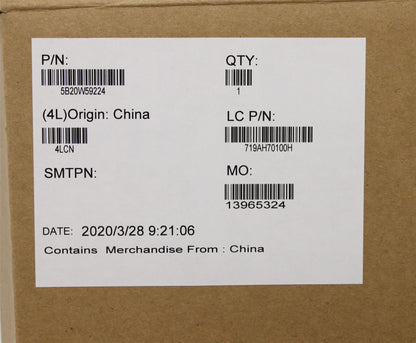 P/N:
5B20W59224
QTY:
1
(4L)Origin: China
4LCN
LC P/N:
719AH70100H
SMTPN:
MO:
13965324
DATE: 2020/3/28 9:21:06
Contains Merchandise From : China